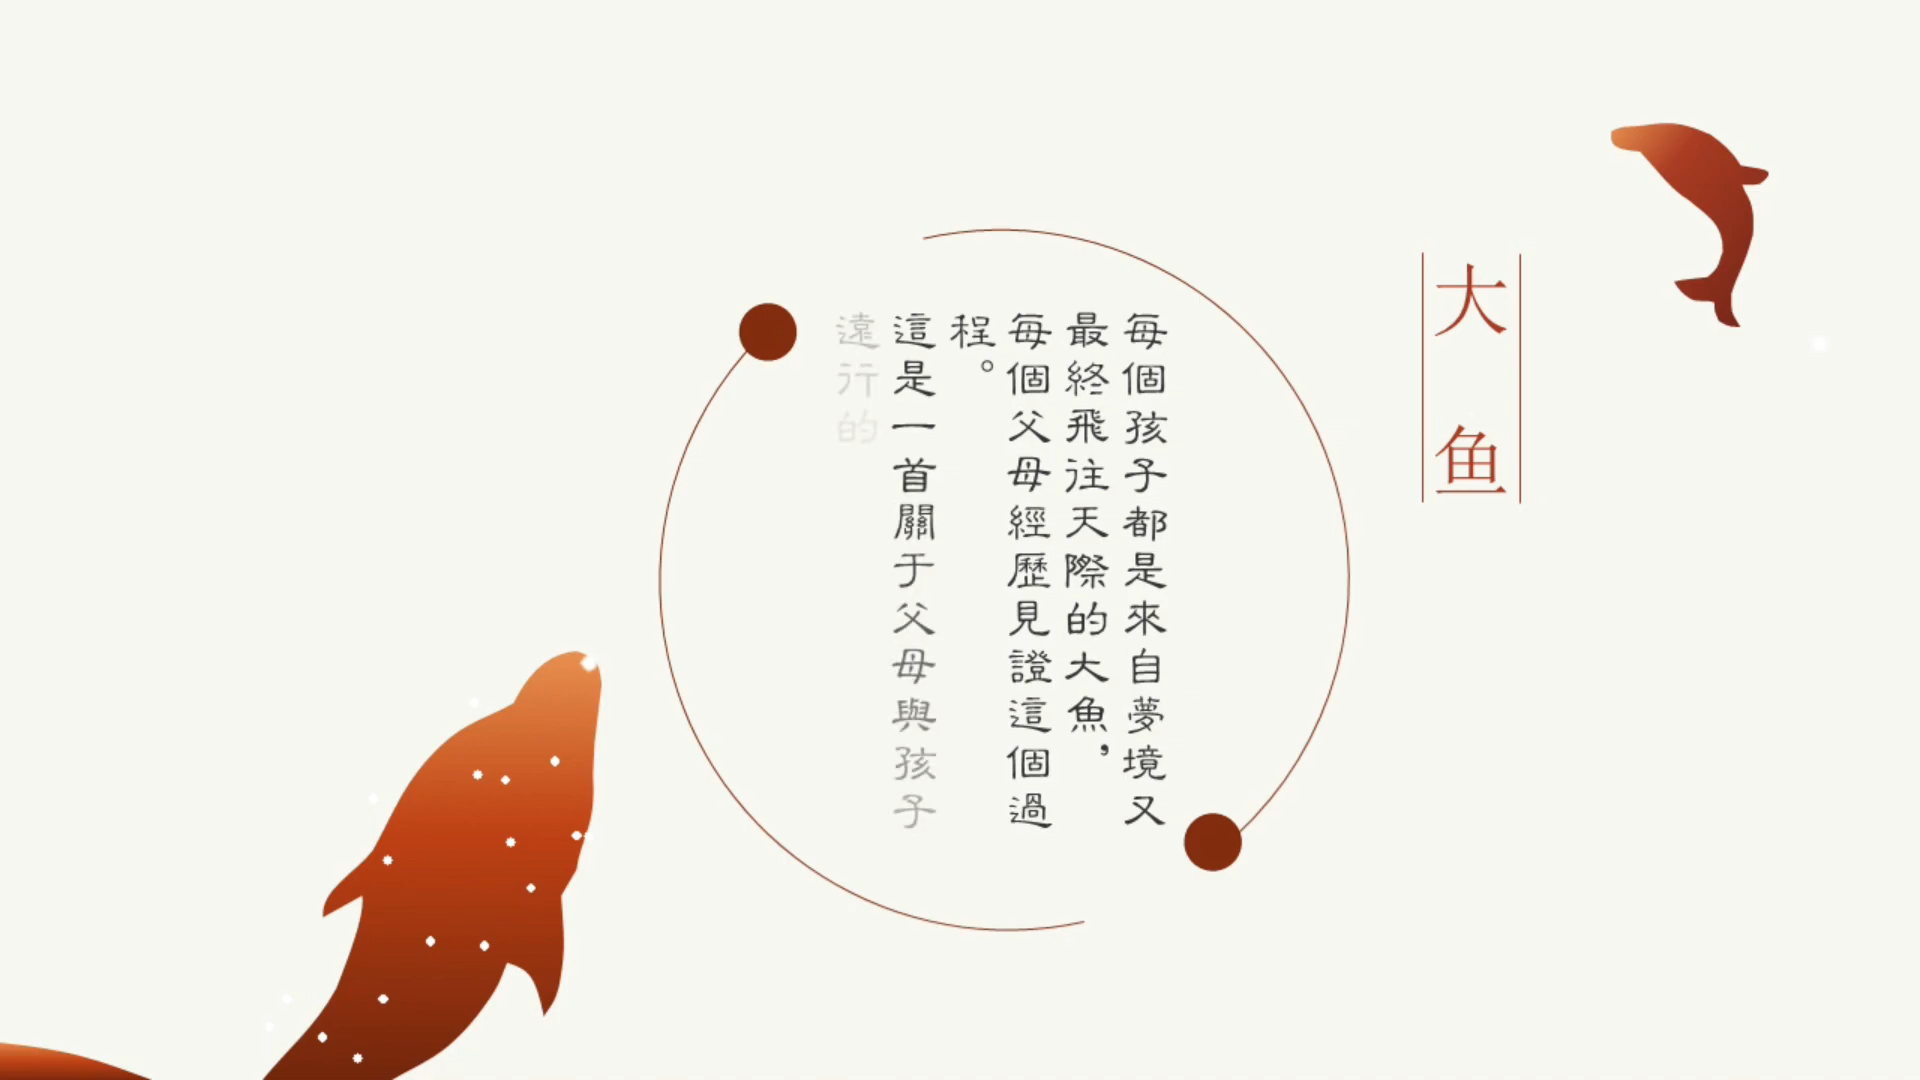 大鱼
每個孩子都是來自夢境又
最終飛往天際的大魚，
每個父母經歷見證這個過
程。
這是一首關于父母與孩子
遠行的